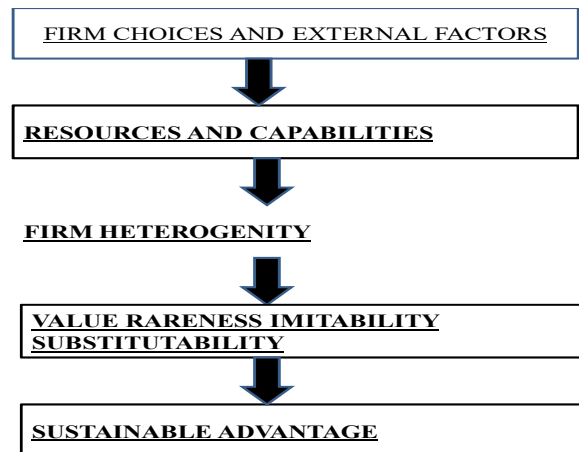 FIRM CHOICES AND EXTERNAL FACTORS
RESOURCES AND CAPABILITIES
FIRM HETEROGENITY
VALUE RARENESS IMITABILITY
SUBSTITUTABILITY
SUSTAINABLE ADVANTAGE